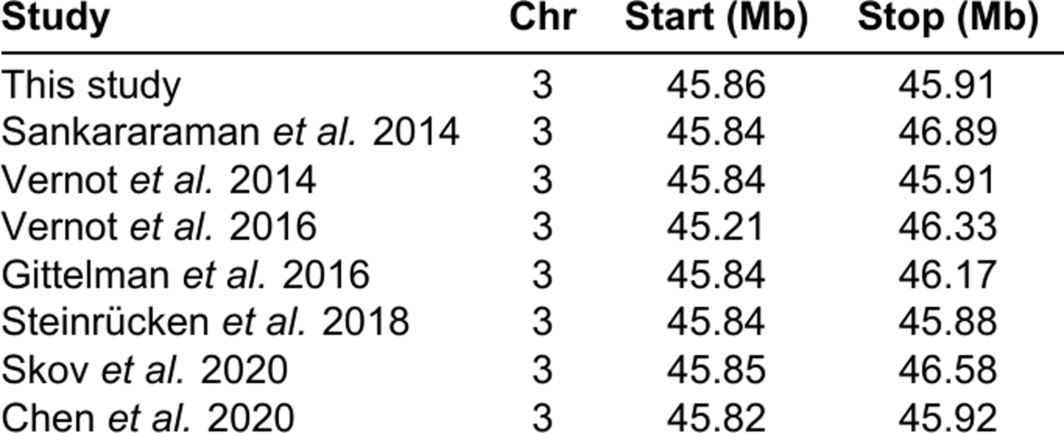 Study Chr Start (Mb) Stop (Mb)
This study 3 45.86 45.91
Sankararaman et al. 2014 3 45.84 46.89
Vernot et al. 2014 3 45.84 45.91
Vernot et al. 2016 3 45.21 46.33
Gittelman et al. 2016 3 45.84 46.17
Steinrücken et al. 2018 3 45.84 45.88
Skov et al. 2020 3 45.85 46.58
Chen et al. 2020 3 45.82 45.92